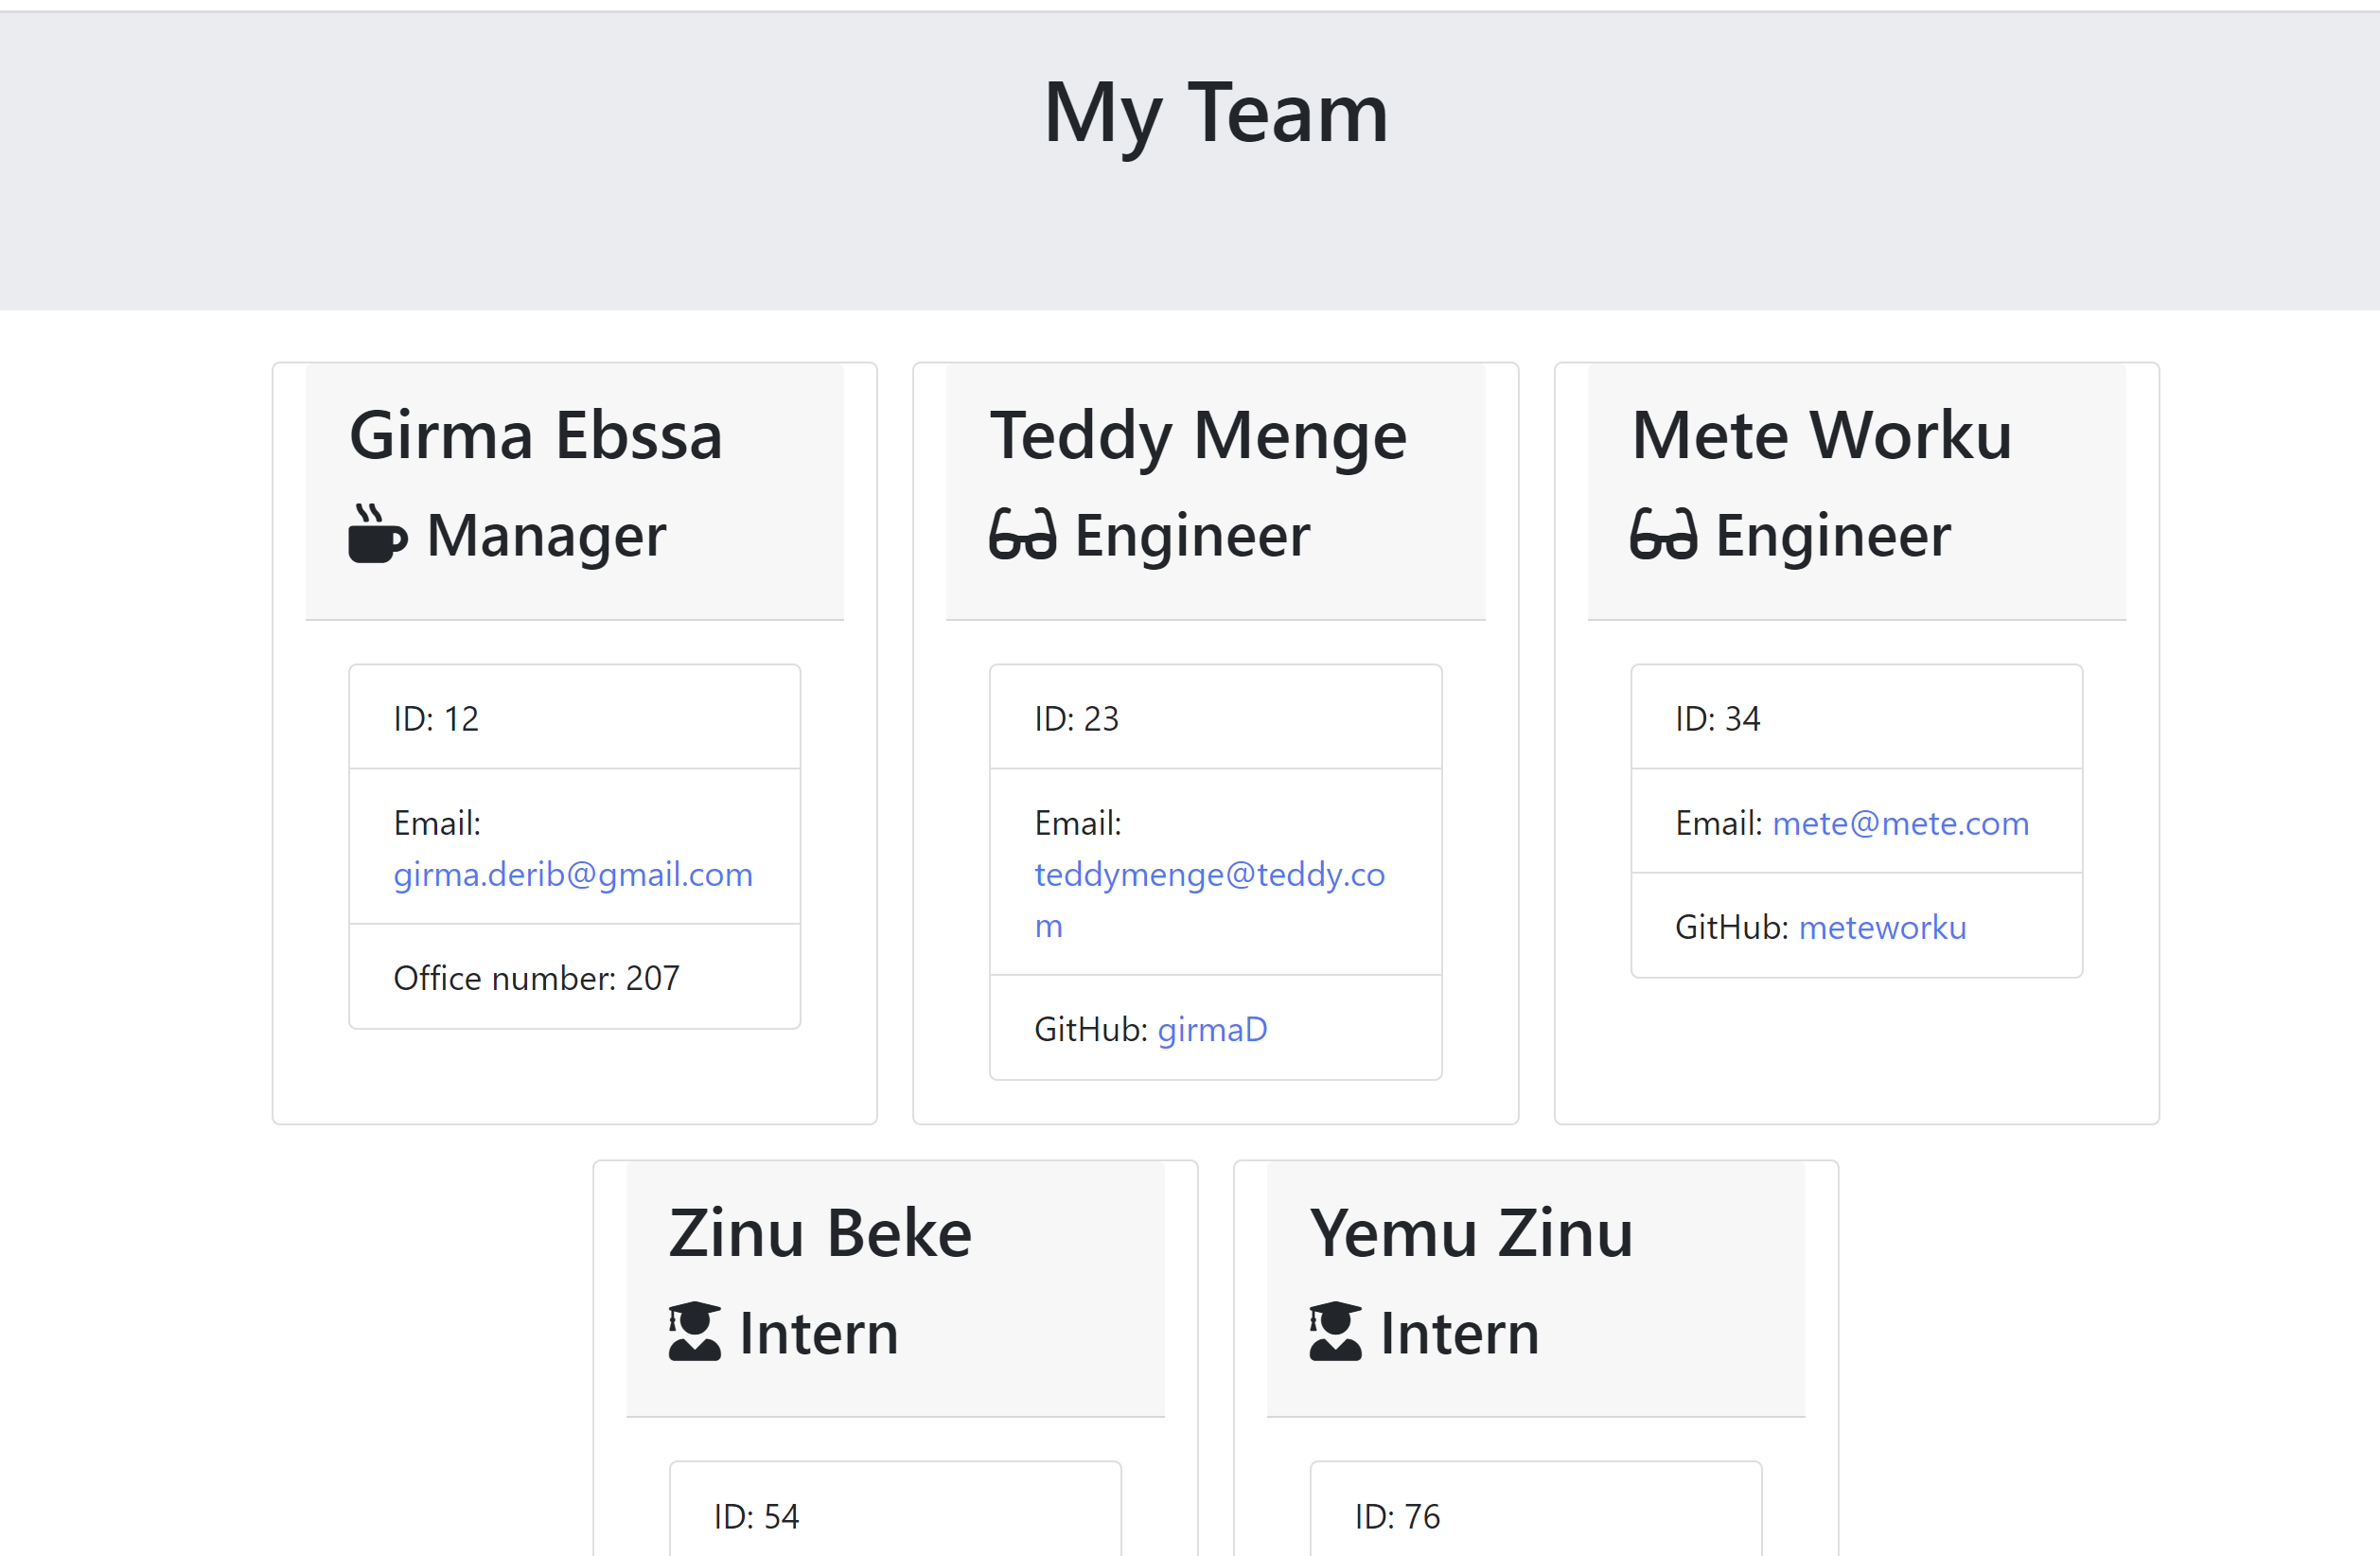 My Team
Girma Ebssa
Manager
ID: 12
Email:
girma.derib@gmail.com
Office number: 207
Teddy Menge
Engineer
ID: 23
Email:
teddymenge@teddy.co
m
GitHub: girmaD
Mete Worku
Engineer
ID: 34
Email: mete@mete.com
GitHub: meteworku
Zinu Beke
Intern
ID: 54
Yemu Zinu
Intern
ID: 76